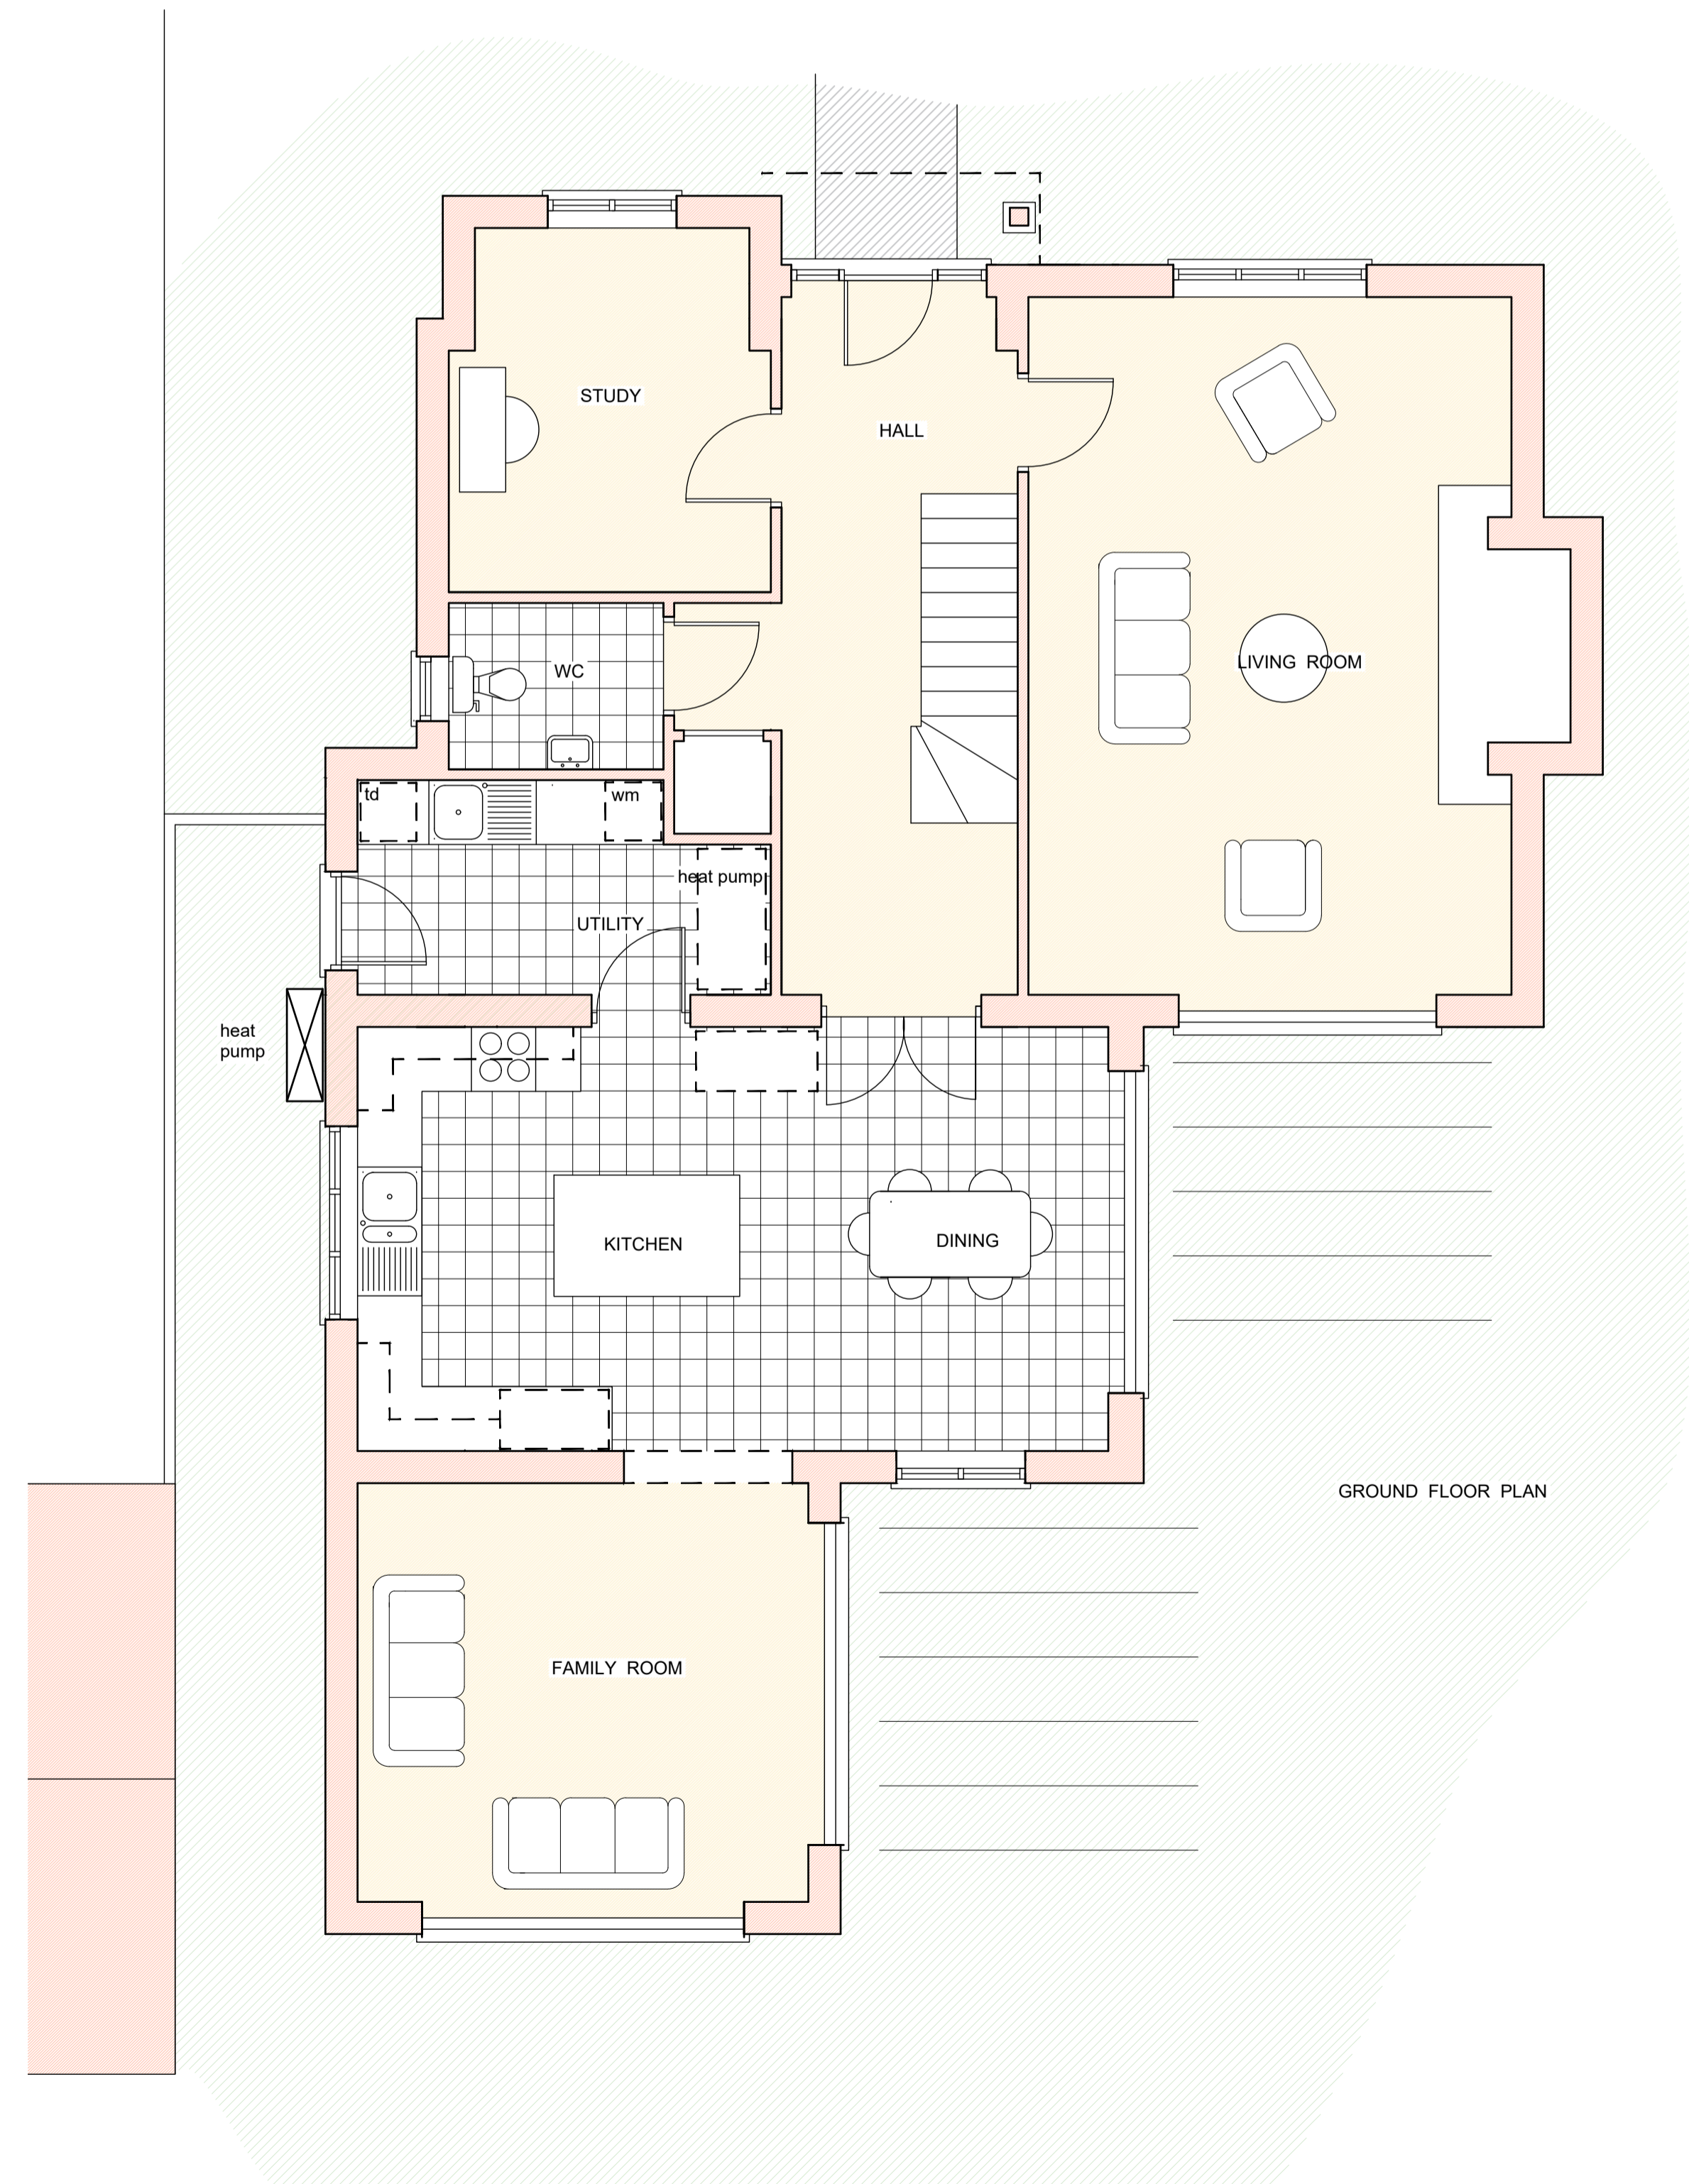 STUDY
HALL
WC
LIVING ROOM
td
wm
heat pump
UTILITY
heat
pump
KITCHEN
DINING
GROUND FLOOR PLAN
FAMILY ROOM